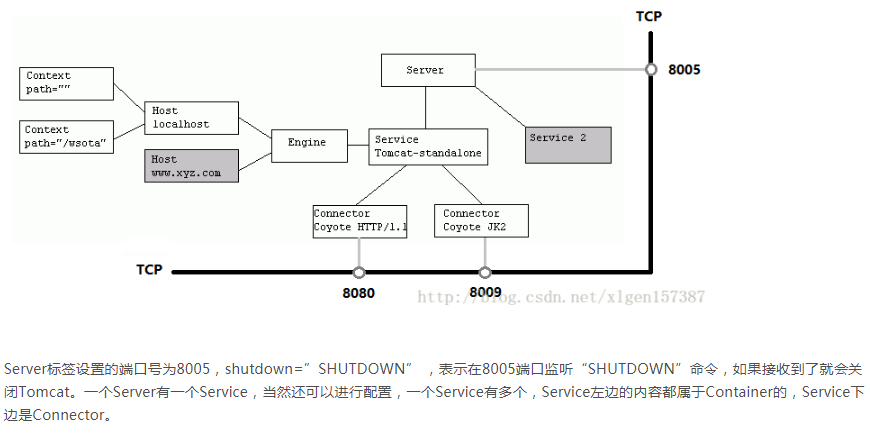 TCP
Server
8005
Context
path=""
Host
localhost
Context
path="/wsota"
Engine
Service
Tomcat-standalone
Service 2
Host
www.xyz.com
Connector
Coyote HTTP/1.1
Connector
Coyote JK2
TCP
8080
8009
http://blog.csdn.net/xlgen157387
Server标签设置的端口号为8005，shutdown=”SHUTDOWN” ，表示在8005端口监听“SHUTDOWN”命令，如果接收到了就会关
闭Tomcat。一个Server有一个Service，当然还可以进行配置，一个Service有多个，Service左边的内容都属于Container的，Service下
边是Connector。